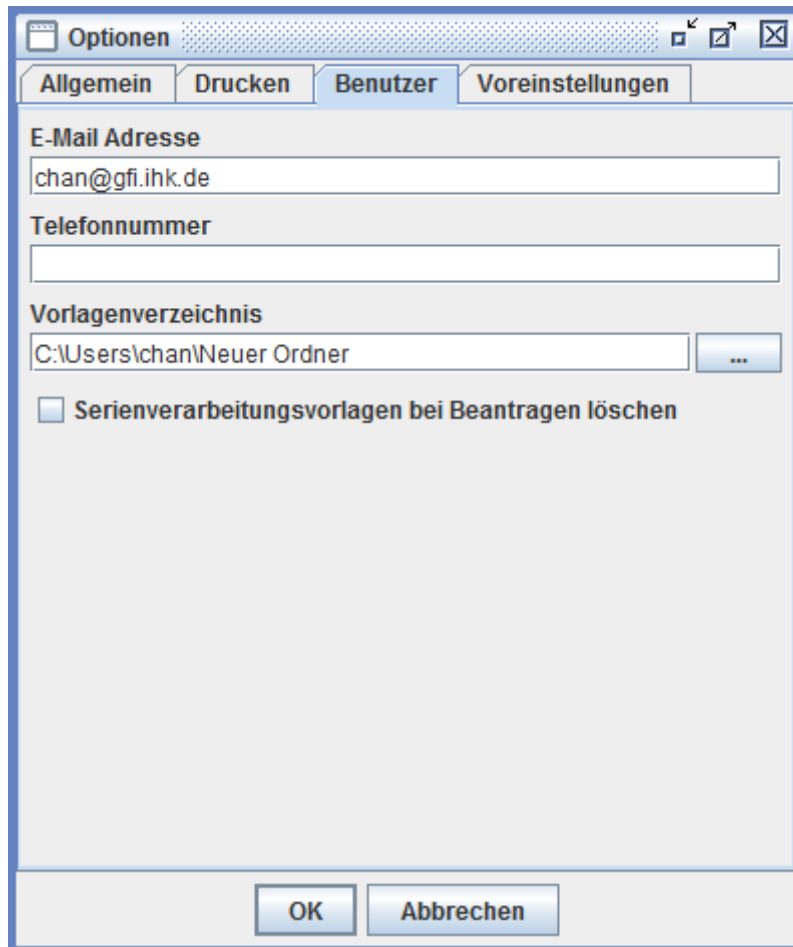 Optionen
Allgemein Drucken Benutzer Voreinstellungen
E-Mail Adresse
chan@gfi.ihk.de
Telefonnummer
Vorlagenverzeichnis
C:\Users\chan\Neuer Ordner ...
Serienverarbeitungsvorlagen bei Beantragen löschen
OK Abbrechen